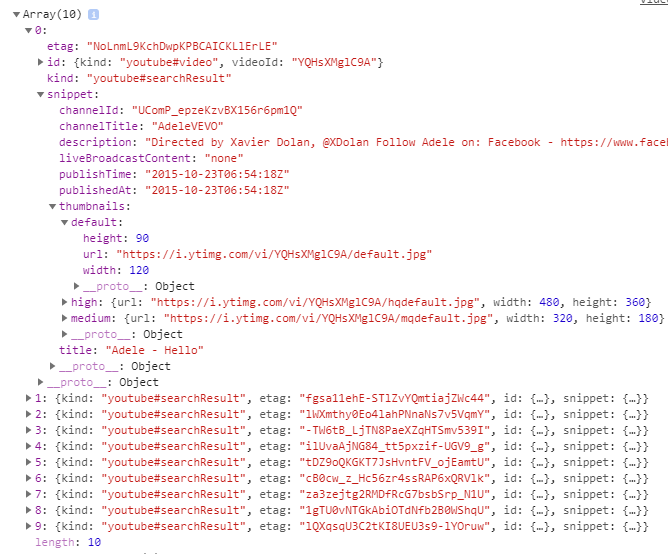 ▼Array(10) i
▼0:
etag: "NoLnmL9KchDwpKPBCAICKLlErLE"
▶id: {kind: "youtube#video", videoId: "YQHsXMglC9A"}
kind: "youtube#searchResult"
▼snippet:
channelId: "UComP_epzeKzvBX156r6pm1Q"
channelTitle: "AdeleVEVO"
description: "Directed by Xavier Dolan, @XDolan Follow Adele on: Facebook - https://www.faceb
liveBroadcastContent: "none"
publishTime: "2015-10-23T06:54:18Z"
publishedAt: "2015-10-23T06:54:18Z"
▼thumbnails:
▼default:
height: 90
url: "https://i.ytimg.com/vi/YQHsXMglC9A/default.jpg"
width: 120
▶__proto__: Object
▶high: {url: "https://i.ytimg.com/vi/YQHsXMglC9A/hqdefault.jpg", width: 480, height: 360}
▶medium: {url: "https://i.ytimg.com/vi/YQHsXMglC9A/mqdefault.jpg", width: 320, height: 180}
▶__proto__: Object
title: "Adele - Hello"
▶__proto__: Object
▶__proto__: Object
▶1: {kind: "youtube#searchResult", etag: "fgsa11ehE-STlZvYQmtiajZWc44", id: {…}, snippet: {…}}
▶2: {kind: "youtube#searchResult", etag: "lWXmthy0Eo4lahPNnaNs7v5VqmY", id: {…}, snippet: {…}}
▶3: {kind: "youtube#searchResult", etag: "-TW6tB_LjTN8PaeXZqHTSmv539I", id: {…}, snippet: {…}}
▶4: {kind: "youtube#searchResult", etag: "ilUvaAjNG84_tt5pxzif-UGV9_g", id: {…}, snippet: {…}}
▶5: {kind: "youtube#searchResult", etag: "tDZ9oQKGKT7JsHvntFV_ojEamtU", id: {…}, snippet: {…}}
▶6: {kind: "youtube#searchResult", etag: "cB0cw_z_Hc56zr4ssRAP6xQRVlk", id: {…}, snippet: {…}}
▶7: {kind: "youtube#searchResult", etag: "za3zejtg2RMDfRcG7bsbSrp_N1U", id: {…}, snippet: {…}}
▶8: {kind: "youtube#searchResult", etag: "1gTU0vNTGkAbiOTdNfb2B0WShqU", id: {…}, snippet: {…}}
▶9: {kind: "youtube#searchResult", etag: "lQXqsqU3C2tKI8UEU3s9-lYOruw", id: {…}, snippet: {…}}
length: 10